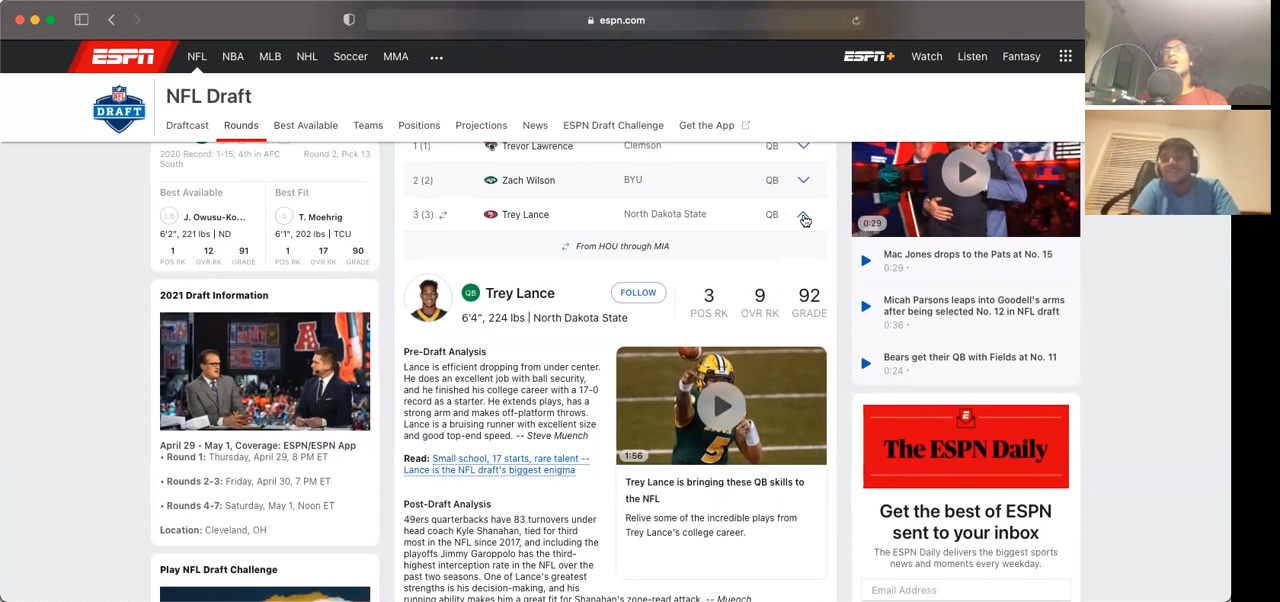 espn.com
ESPN NFL NBA MLB NHL Soccer MMA ••• ESPN+ Watch Listen Fantasy
NFL DRAFT
NFL Draft
Draftcast Rounds Best Available Teams Positions Projections News ESPN Draft Challenge Get the App
2020 Record: 1-15, 4th in AFC
South
Round 2, Pick 13
Best Available
ILB J. Owusu-Ko...
6'2", 221 lbs | ND
1 12 91
POS RK OVR RK GRADE
Best Fit
S T. Moehrig
6'1", 202 lbs | TCU
1 17 90
POS RK OVR RK GRADE
2021 Draft Information
April 29 - May 1, Coverage: ESPN/ESPN App
• Round 1: Thursday, April 29, 8 PM ET
• Rounds 2-3: Friday, April 30, 7 PM ET
• Rounds 4-7: Saturday, May 1, Noon ET
Location: Cleveland, OH
Play NFL Draft Challenge
1 (1) Trevor Lawrence Clemson QB
2 (2) Zach Wilson BYU QB
3 (3) Trey Lance North Dakota State QB
From HOU through MIA
QB Trey Lance
6'4", 224 lbs | North Dakota State
FOLLOW
3 9 92
POS RK OVR RK GRADE
Pre-Draft Analysis
Lance is efficient dropping from under center.
He does an excellent job with ball security,
and he finished his college career with a 17-0
record as a starter. He extends plays, has a
strong arm and makes off-platform throws.
Lance is a bruising runner with excellent size
and good top-end speed. -- Steve Muench
Read: Small school, 17 starts, rare talent --
Lance is the NFL draft's biggest enigma
Post-Draft Analysis
49ers quarterbacks have 83 turnovers under
head coach Kyle Shanahan, tied for third
most in the NFL since 2017, and including the
playoffs Jimmy Garoppolo has the third-
highest interception rate in the NFL over the
past two seasons. One of Lance's greatest
strengths is his decision-making, and his
running ability makes him a great fit for Shanahan's zone-read attack. -- Muench
5
1:56
Trey Lance is bringing these QB skills to
the NFL
Relive some of the incredible plays from
Trey Lance's college career.
0:29
Mac Jones drops to the Pats at No. 15
0:29 •
Micah Parsons leaps into Goodell's arms
after being selected No. 12 in NFL draft
0:36 •
Bears get their QB with Fields at No. 11
0:24 •
The ESPN Daily
Get the best of ESPN
sent to your inbox
The ESPN Daily delivers the biggest sports
news and moments every weekday.
Email Address